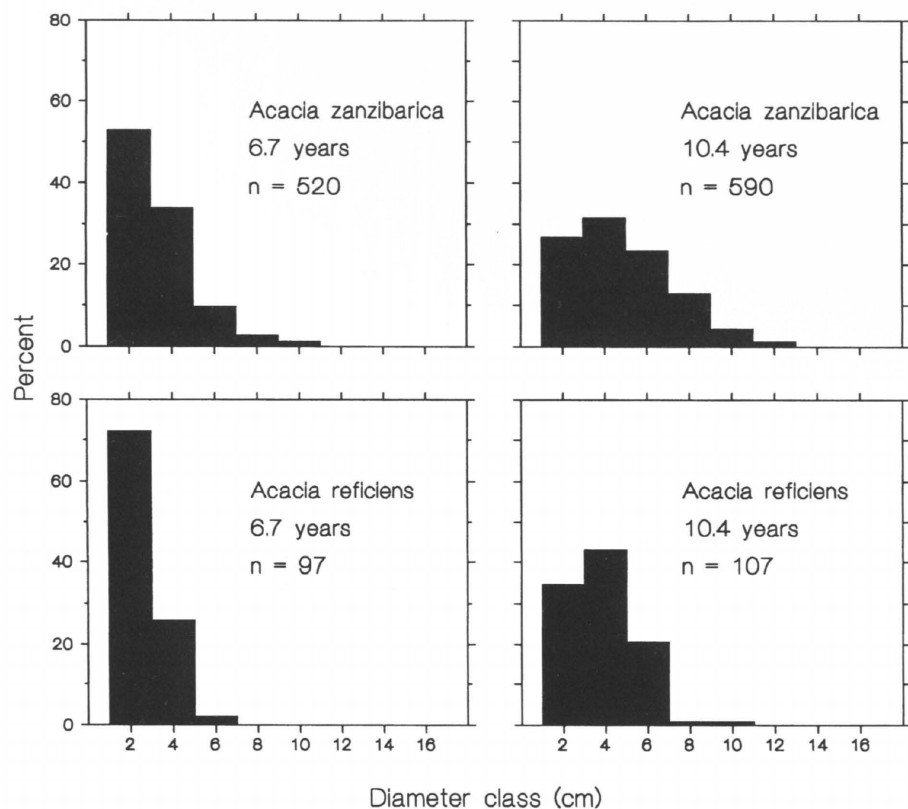 80
60
40
20
0
Acacia zanzibarica
6.7 years
n = 520
Acacia zanzibarica
10.4 years
n = 590
Percent
80
60
40
20
0
Acacia reficiens
6.7 years
n = 97
Acacia reficiens
10.4 years
n = 107
2 4 6 8 10 12 14 16
2 4 6 8 10 12 14 16
Diameter class (cm)